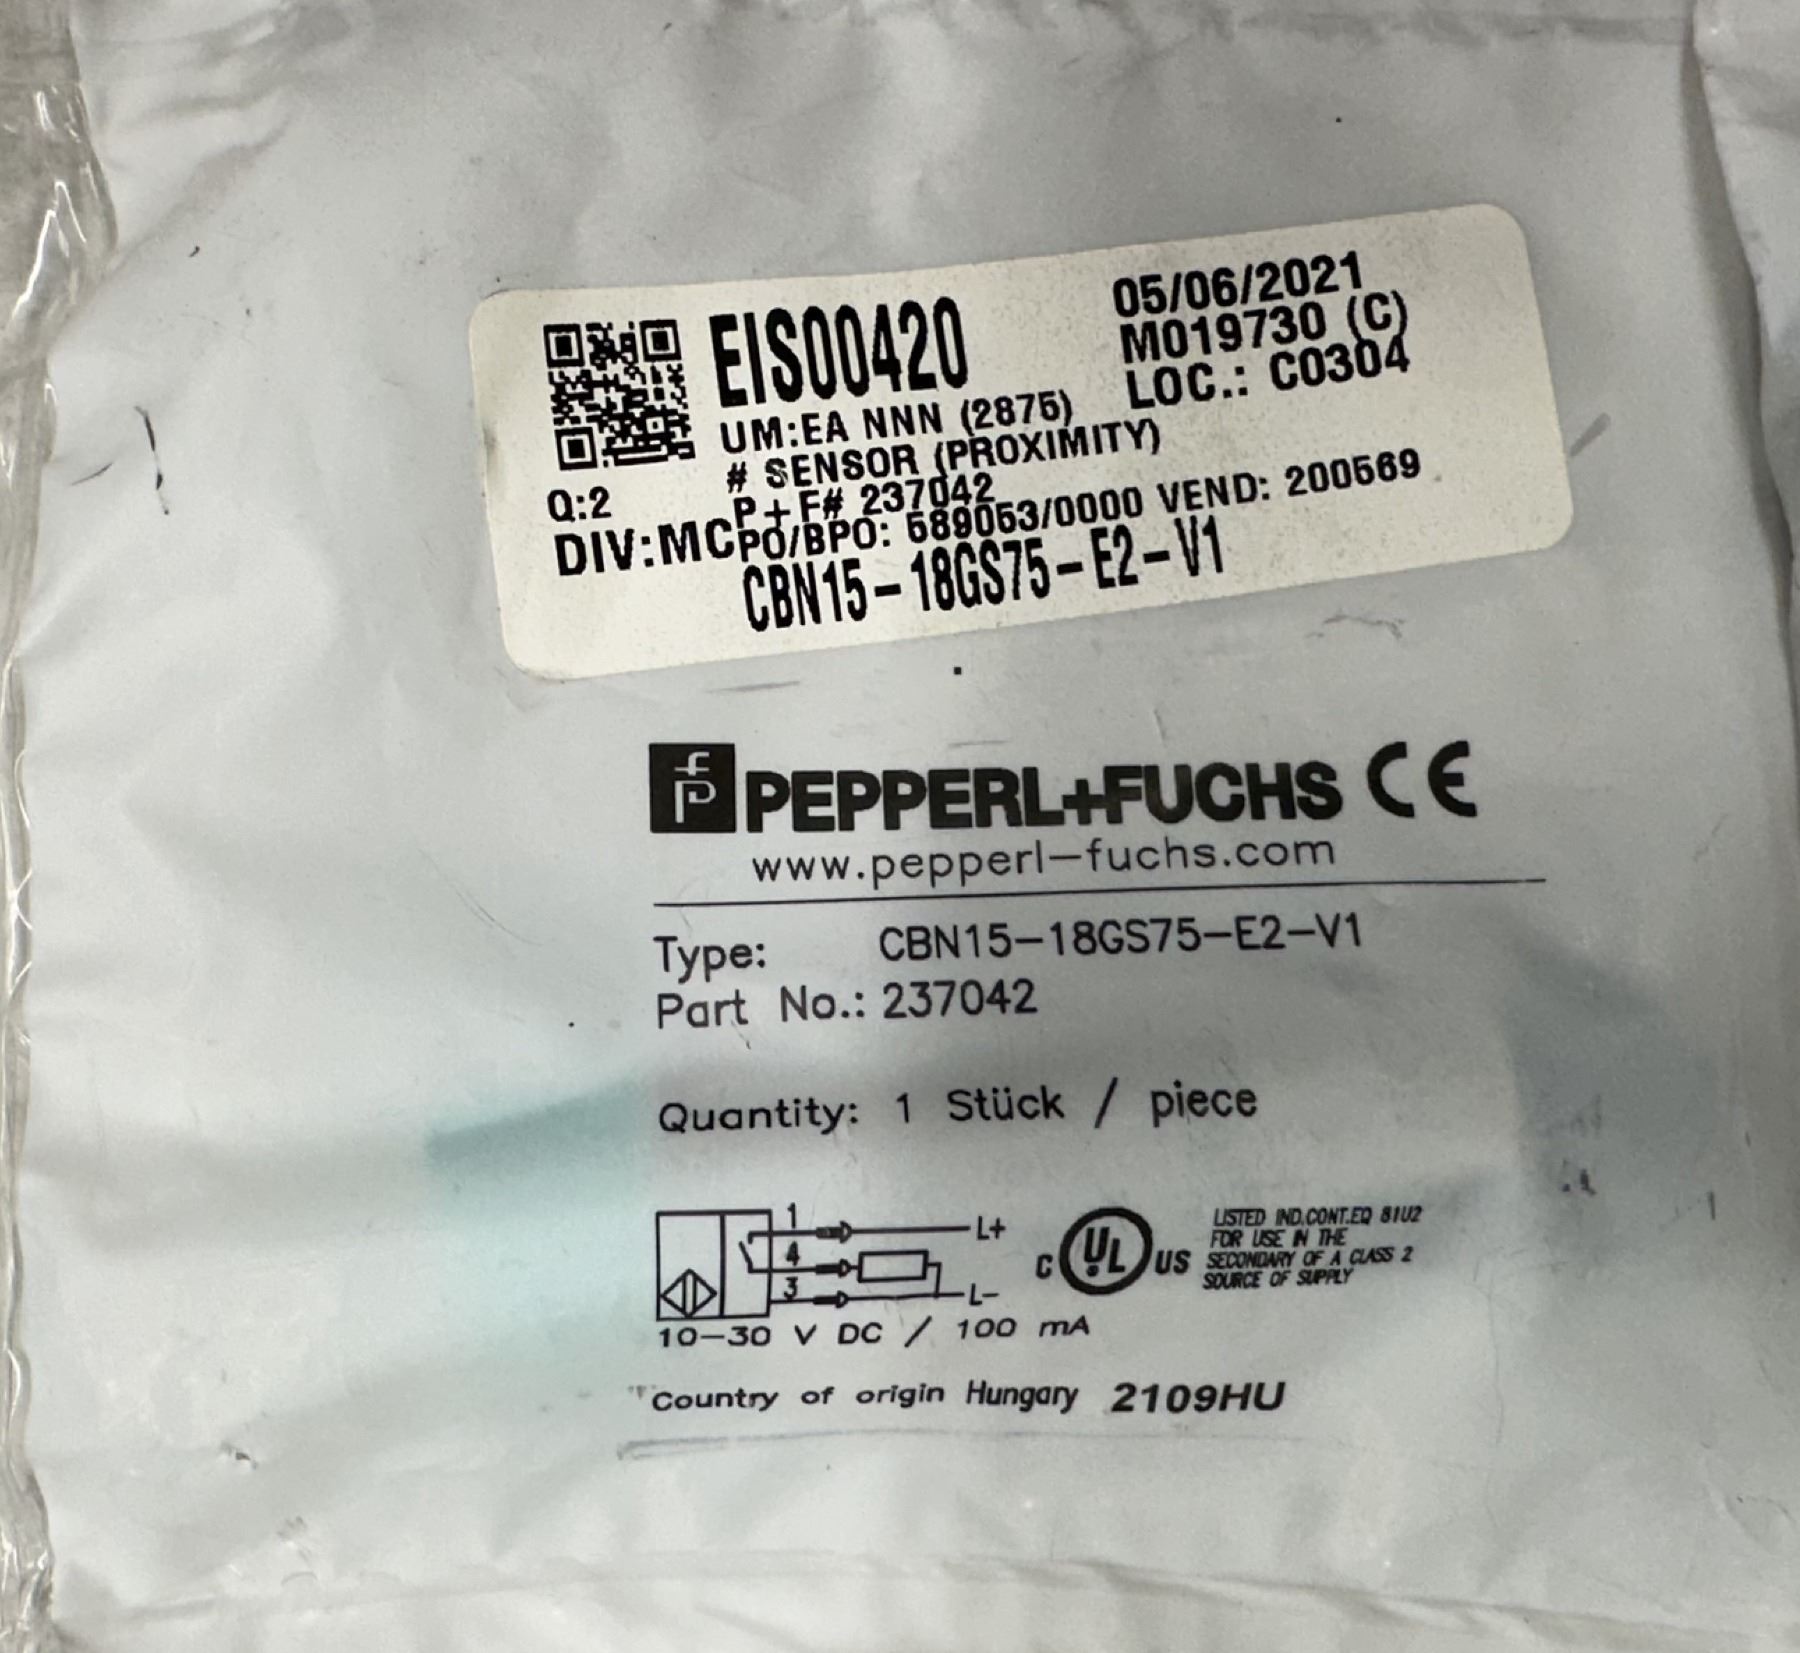 EIS00420
05/06/2021
M019730 (C)
LOC.: C0304
UM:EA NNN (2875)
# SENSOR (PROXIMITY)
Q:2
P+F# 237042
DIV:MC
PO/BPO: 589053/0000 VEND: 200569
CBN15-18GS75-E2-V1
fp PEPPERL+FUCHS CE
www.pepperl-fuchs.com
Type: CBN15-18GS75-E2-V1
Part No.: 237042
Quantity: 1 Stück / piece
1 L+
4
3 L-
C UL US
LISTED IND.CONT.EQ 81U2
FOR USE IN THE
SECONDARY OF A CLASS 2
SOURCE OF SUPPLY
10-30 V DC / 100 mA
Country of origin Hungary 2109HU